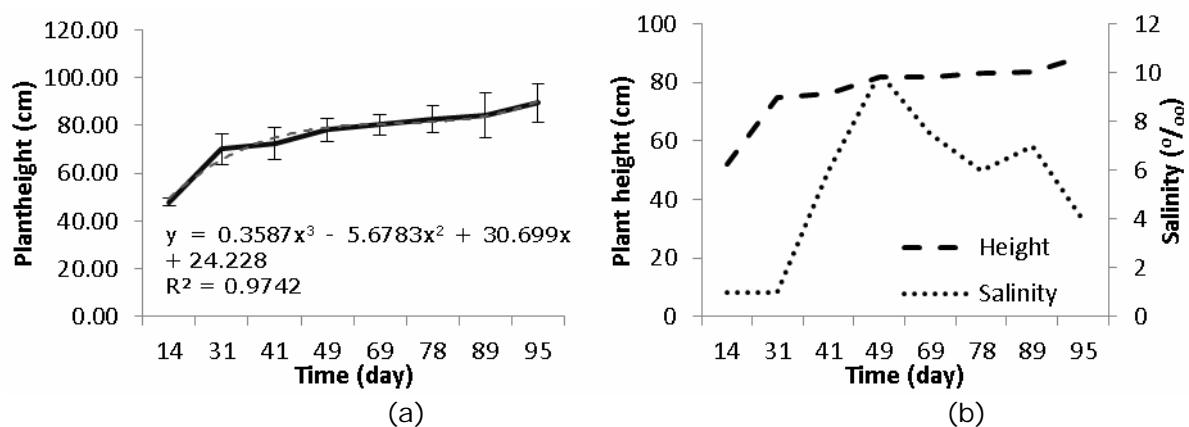 120.00
100.00
80.00
60.00
40.00
20.00
0.00
Plantheight (cm)
y = 0.3587x³ - 5.6783x² + 30.699x
+ 24.228
R² = 0.9742
14 31 41 49 69 78 89 95
Time (day)
(a)
100
80
60
40
20
0
Plant height (cm)
12
10
8
6
4
2
0
Salinity (⁰/₀₀)
Height
Salinity
14 31 41 49 69 78 89 95
Time (day)
(b)